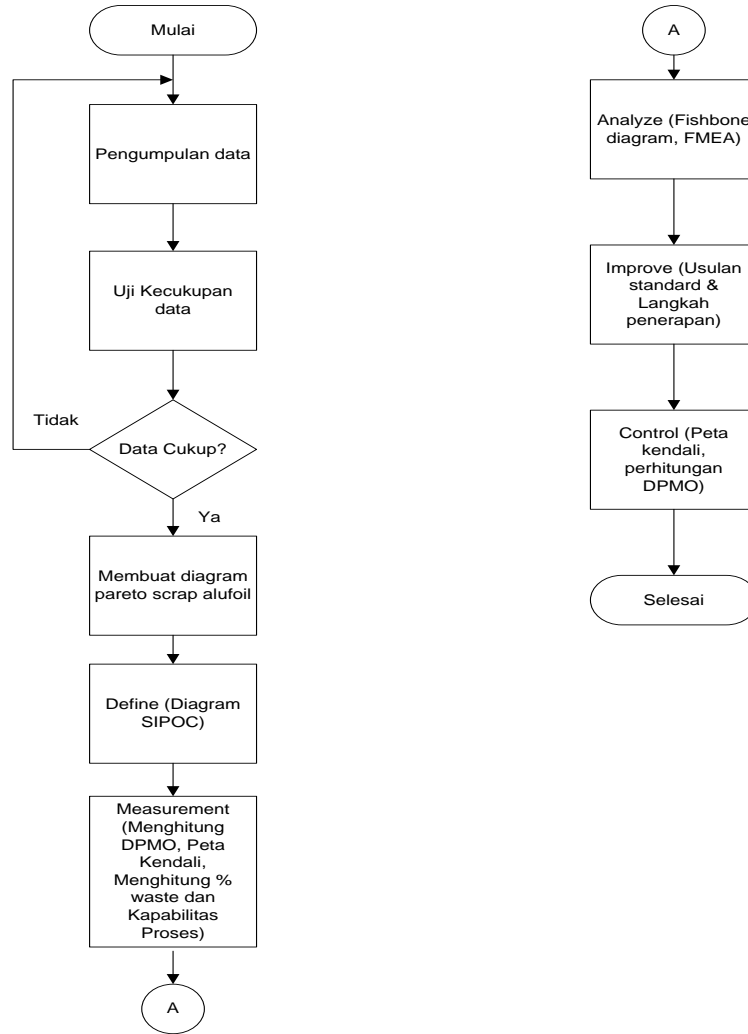 Mulai
Pengumpulan data
Uji Kecukupan
data
Data Cukup?
Tidak
Ya
Membuat diagram
pareto scrap alufoil
Define (Diagram
SIPOC)
Measurement
(Menghitung
DPMO, Peta
Kendali,
Menghitung %
waste dan
Kapabilitas
Proses)
A
A
Analyze (Fishbone
diagram, FMEA)
Improve (Usulan
standard &
Langkah
penerapan)
Control (Peta
kendali,
perhitungan
DPMO)
Selesai